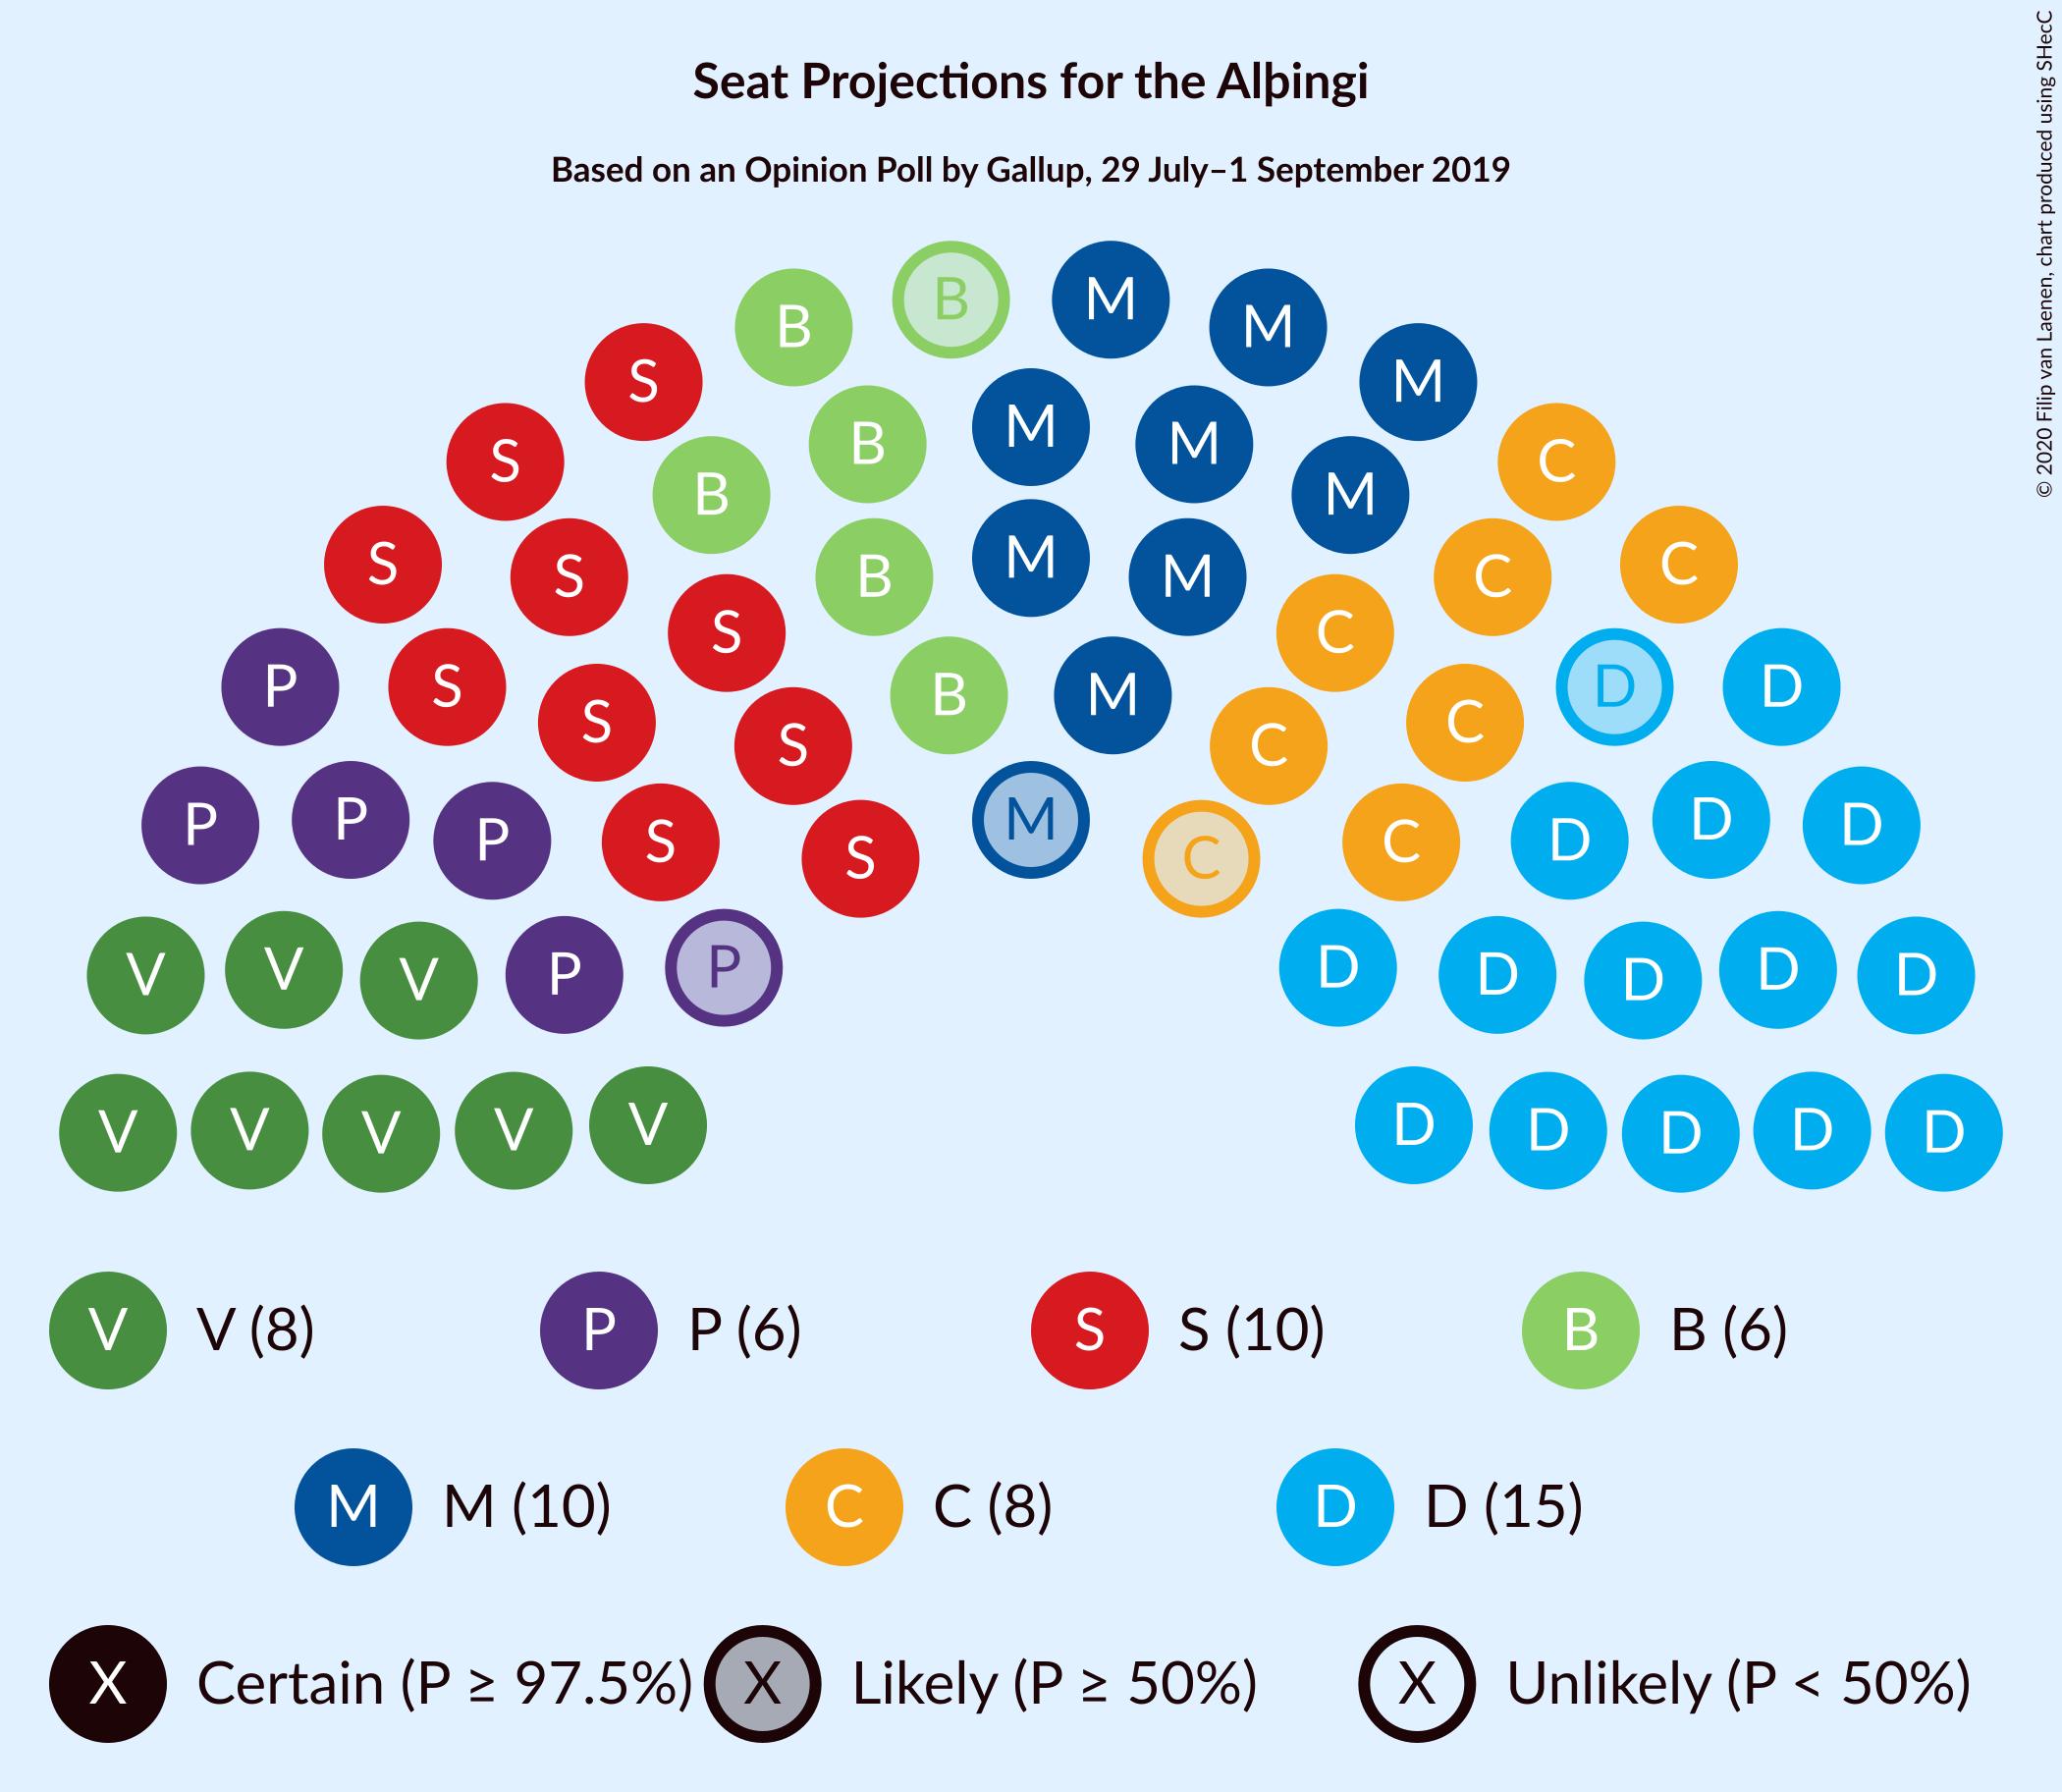 © 2020 Filip van Laenen, chart produced using SHecC
Seat Projections for the Alþingi
Based on an Opinion Poll by Gallup, 29 July–1 September 2019
B M
B M
S M
B M M
S C
B M
S S B M M C C
S C
P S B M D D
S C
S C
P P P S M C D D D
S C
V V V P P D D D D D
V V V V V D D D D D
V V (8) P P (6) S S (10) B B (6)
M M (10) C C (8) D D (15)
X Certain (P ≥ 97.5%) X Likely (P ≥ 50%) X Unlikely (P < 50%)